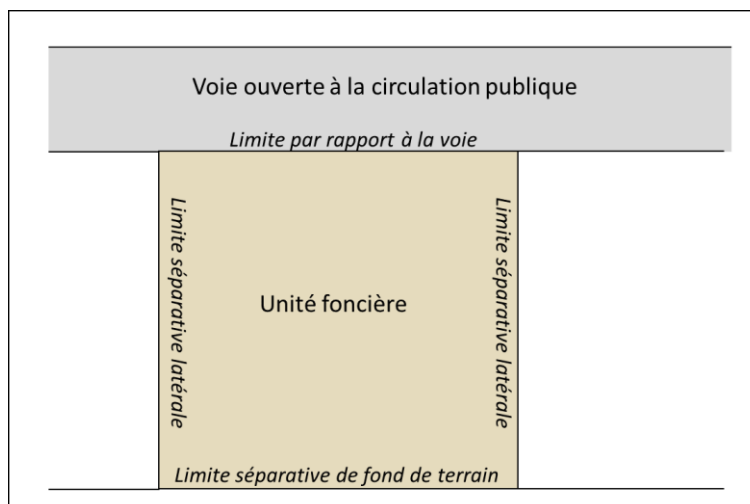 Voie ouverte à la circulation publique
Limite par rapport à la voie
Limite séparative latérale
Unité foncière
Limite séparative latérale
Limite séparative de fond de terrain